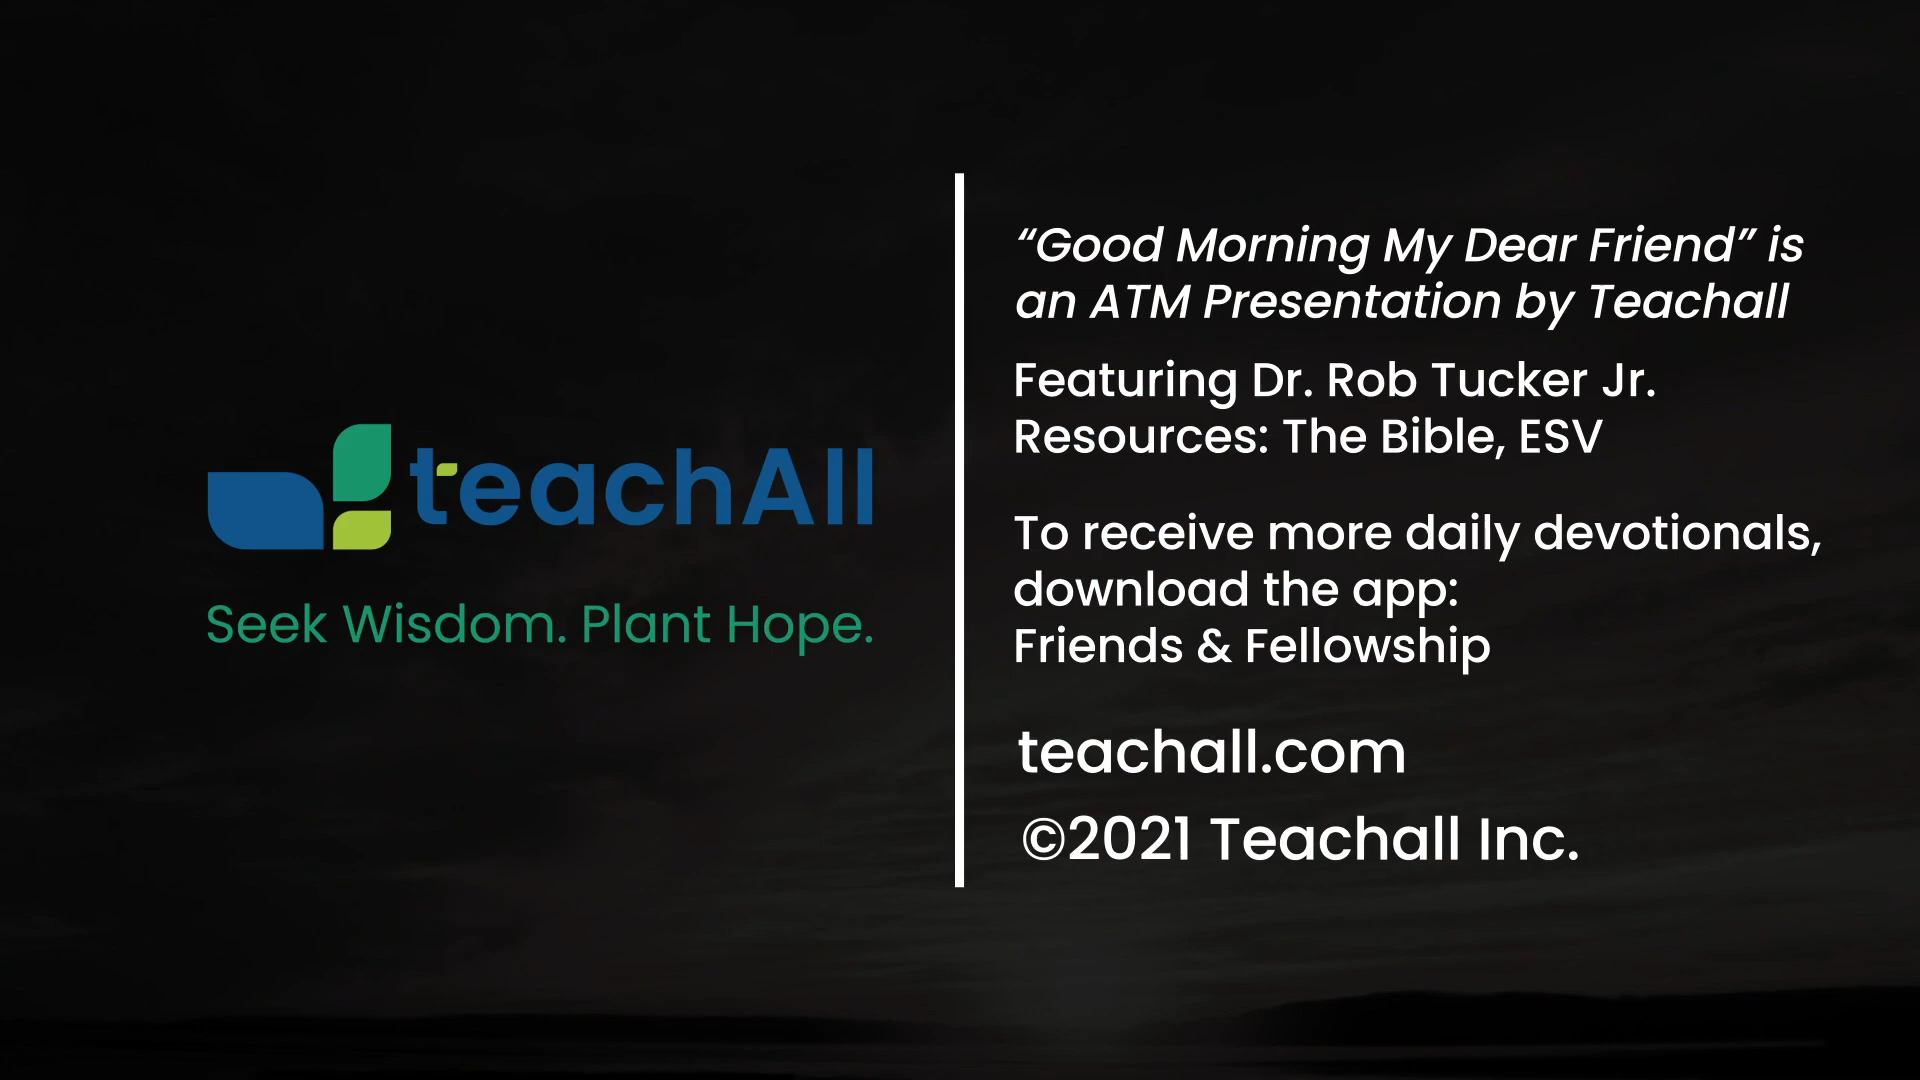 teachAll
Seek Wisdom. Plant Hope.
“Good Morning My Dear Friend” is
an ATM Presentation by Teachall
Featuring Dr. Rob Tucker Jr.
Resources: The Bible, ESV
To receive more daily devotionals,
download the app:
Friends & Fellowship
teachall.com
©2021 Teachall Inc.